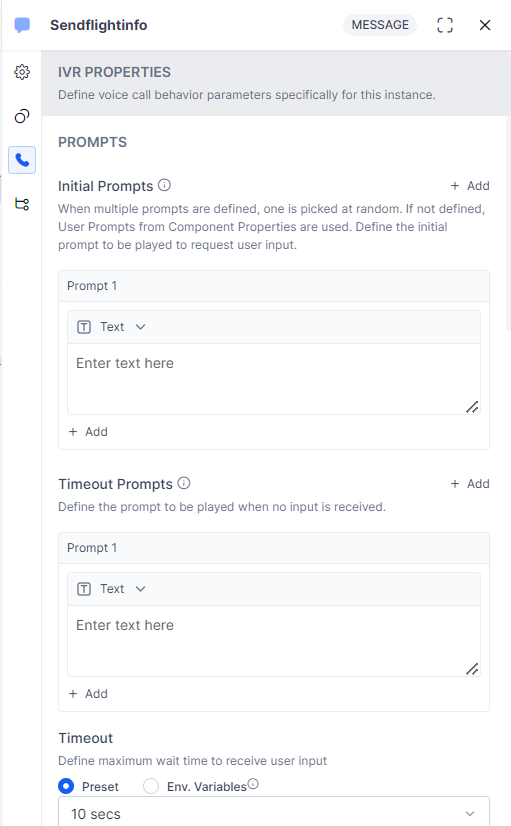 Sendflightinfo
MESSAGE
IVR PROPERTIES
Define voice call behavior parameters specifically for this instance.
PROMPTS
Initial Prompts
+ Add
When multiple prompts are defined, one is picked at random. If not defined,
User Prompts from Component Properties are used. Define the initial
prompt to be played to request user input.
Prompt 1
Text
Enter text here
+ Add
Timeout Prompts
+ Add
Define the prompt to be played when no input is received.
Prompt 1
Text
Enter text here
+ Add
Timeout
Define maximum wait time to receive user input
Preset
Env. Variables
10 secs